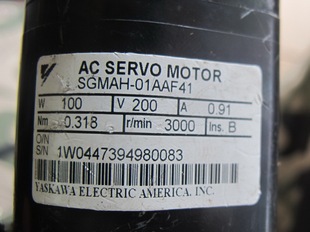 AC SERVO MOTOR
SGMAH-01AAF41
W 100 V 200 A 0.91
Nm 0.318 r/min 3000 Ins. B
O/N
S/N 1W0447394980083
YASKAWA ELECTRIC AMERICA. INC.